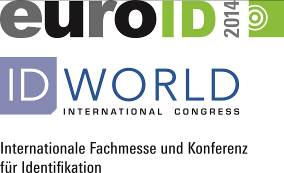 euroID 2014
ID WORLD
INTERNATIONAL CONGRESS
Internationale Fachmesse und Konferenz
für Identifikation